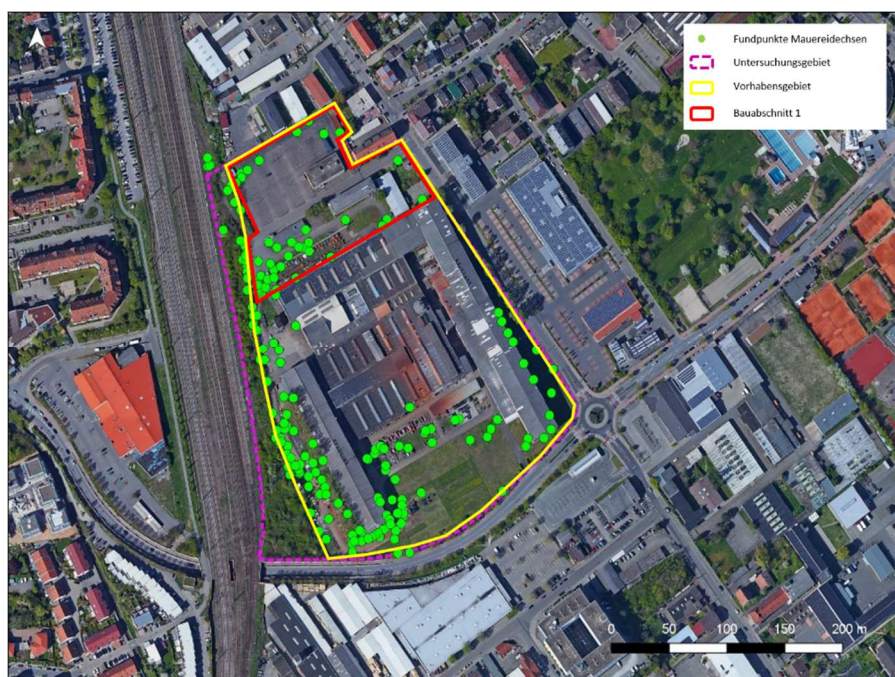 Fundpunkte Mauereidechsen
Untersuchungsgebiet
Vorhabensgebiet
Bauabschnitt 1
0 50 100 150 200 m